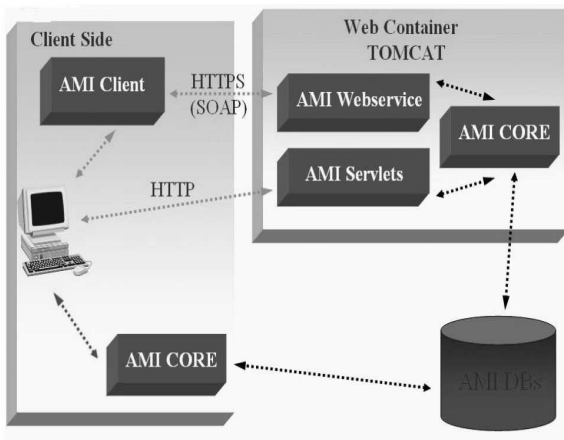 Client Side
Web Container
TOMCAT
AMI Client
HTTPS
(SOAP)
AMI Webservice
AMI CORE
HTTP
AMI Servlets
AMI CORE
AMI DBs